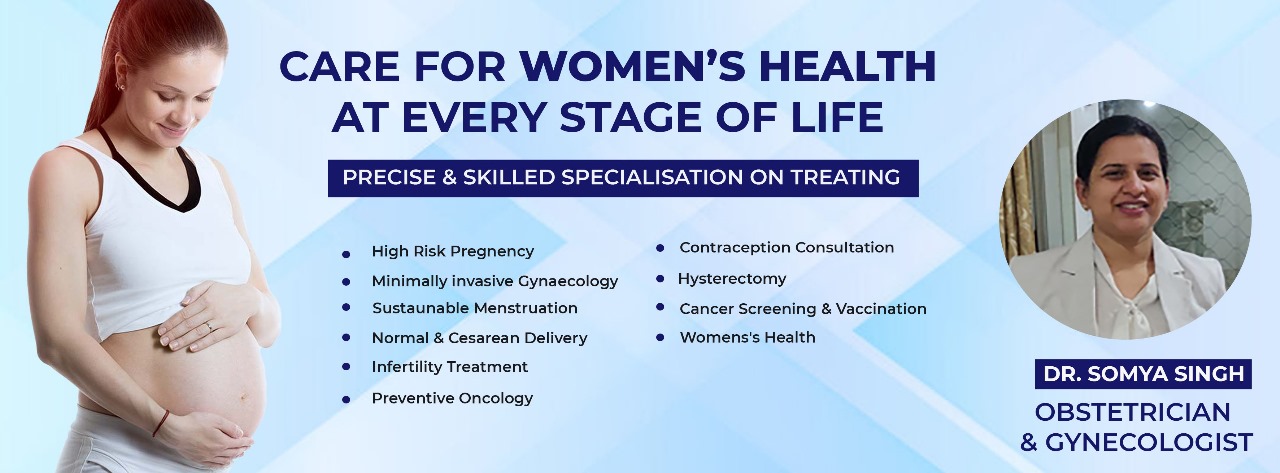 CARE FOR WOMEN'S HEALTH
AT EVERY STAGE OF LIFE
PRECISE & SKILLED SPECIALISATION ON TREATING
High Risk Pregnency
Minimally invasive Gynaecology
Sustaunable Menstruation
Normal & Cesarean Delivery
Infertility Treatment
Preventive Oncology
Contraception Consultation
Hysterectomy
Cancer Screening & Vaccination
Womens's Health
DR. SOMYA SINGH
OBSTETRICIAN
& GYNECOLOGIST